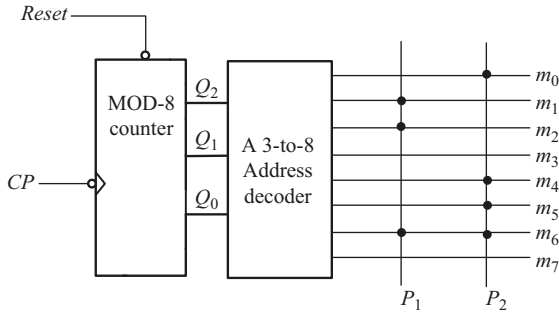 Reset
MOD-8
counter
CP
Q2
Q1
Q0
A 3-to-8
Address
decoder
m0
m1
m2
m3
m4
m5
m6
m7
P1
P2